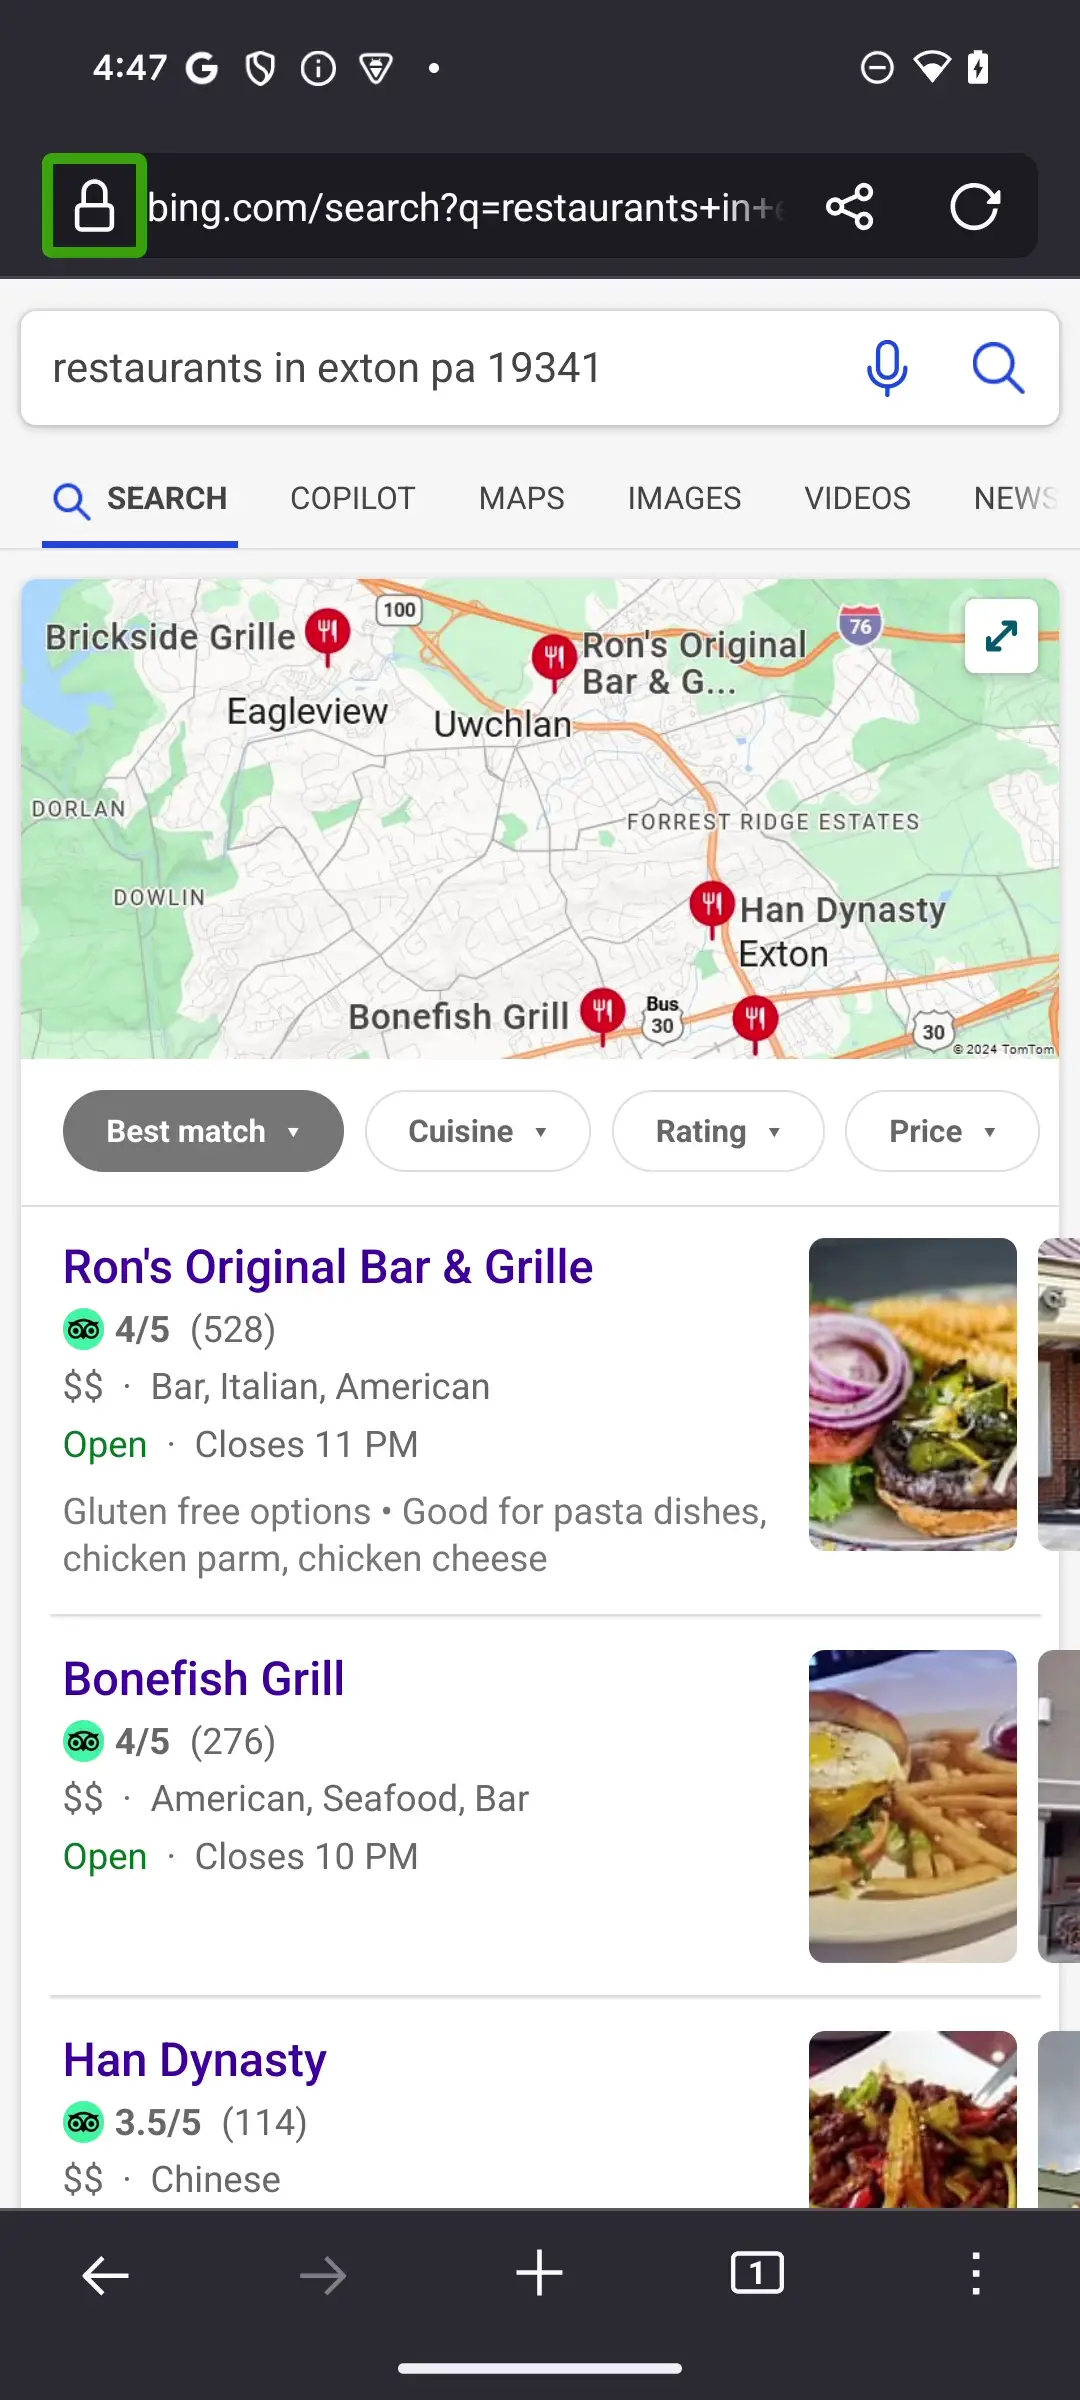 4:47
bing.com/search?q=restaurants+in+
restaurants in exton pa 19341
SEARCH COPILOT MAPS IMAGES VIDEOS NEWS
100
76
Brickside Grille
Ron's Original
Bar & G...
Eagleview
Uwchlan
DORLAN
FORREST RIDGE ESTATES
DOWLIN
Han Dynasty
Exton
Bonefish Grill
Bus
30
30
© 2024 TomTom
Best match Cuisine Rating Price
Ron's Original Bar & Grille
4/5 (528)
$$ · Bar, Italian, American
Open · Closes 11 PM
Gluten free options • Good for pasta dishes,
chicken parm, chicken cheese
Bonefish Grill
4/5 (276)
$$ · American, Seafood, Bar
Open · Closes 10 PM
Han Dynasty
3.5/5 (114)
$$ · Chinese
1